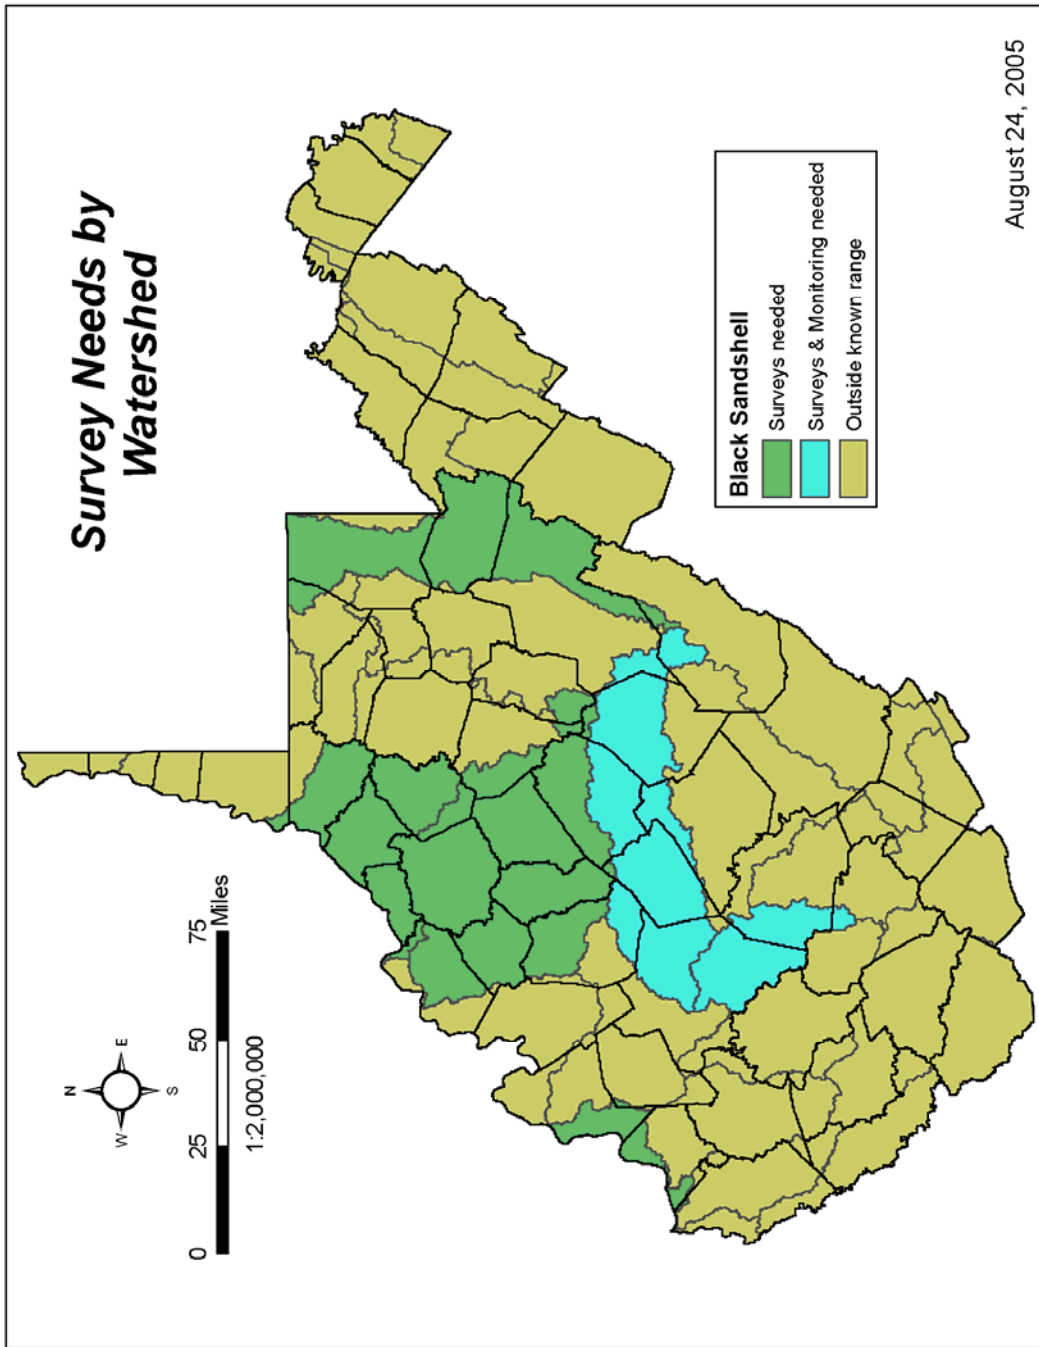 Survey Needs by
Watershed
N
W
E
S
0
25
50
75
Miles
1:2,000,000
Black Sandshell
Surveys needed
Surveys & Monitoring needed
Outside known range
August 24, 2005